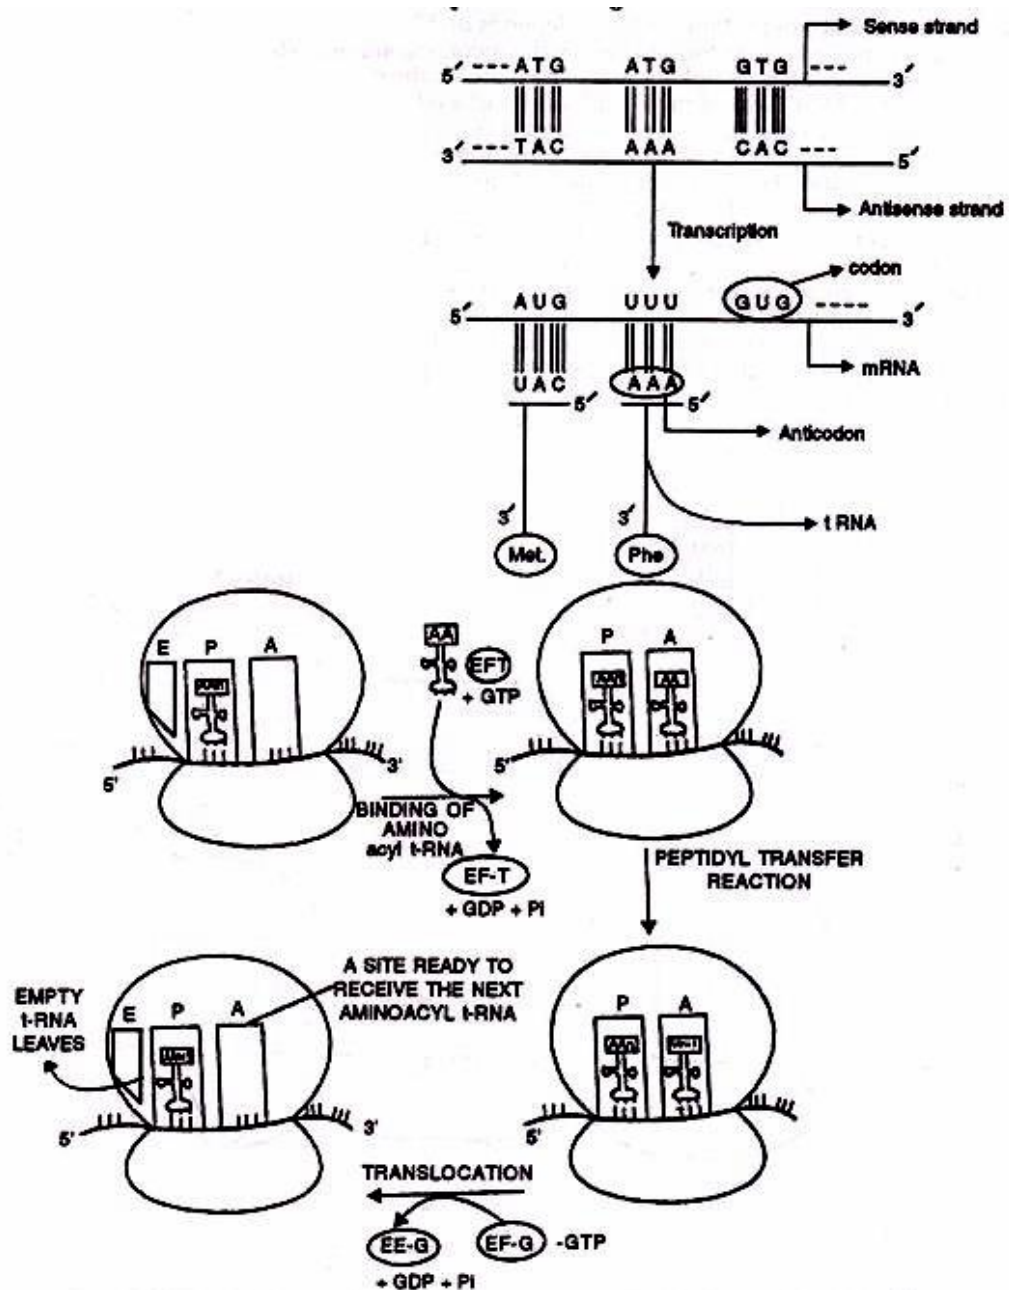 Sense strand
5′ ---ATG ATG GTG --- 3′
3′ ---TAC AAA CAC --- 5′
Antisense strand
Transcription
codon
AUG UUU GUG ----
5′ 3′
mRNA
UAC AAA
5′ 5′
Anticodon
3′ 3′
t RNA
Met. Phe
E P A
AA
EFT
+ GTP
P A
AA
5' 3'
5'
BINDING OF
AMINO
acyl t-RNA
EF-T
+ GDP + Pi
PEPTIDYL TRANSFER
REACTION
A SITE READY TO
RECEIVE THE NEXT
AMINOACYL t-RNA
EMPTY
t-RNA
LEAVES
E P A
P A
5' 3'
5'
TRANSLOCATION
EE-G EF-G -GTP
+ GDP + Pi